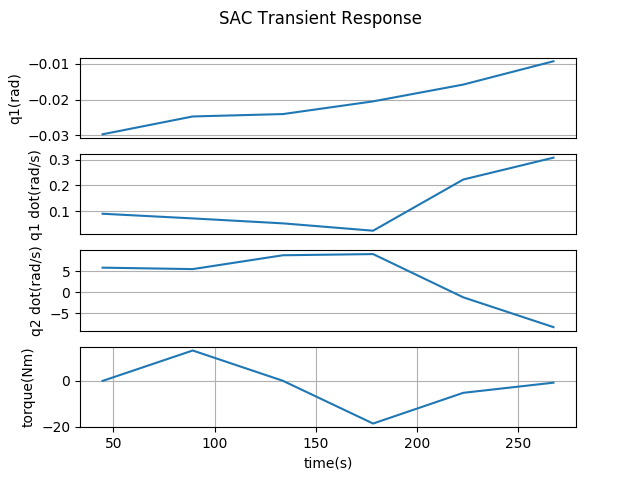 SAC Transient Response
q1(rad)
−0.01
−0.02
−0.03
q1 dot(rad/s)
0.3
0.2
0.1
q2 dot(rad/s)
5
0
−5
torque(Nm)
0
−20
50 100 150 200 250
time(s)